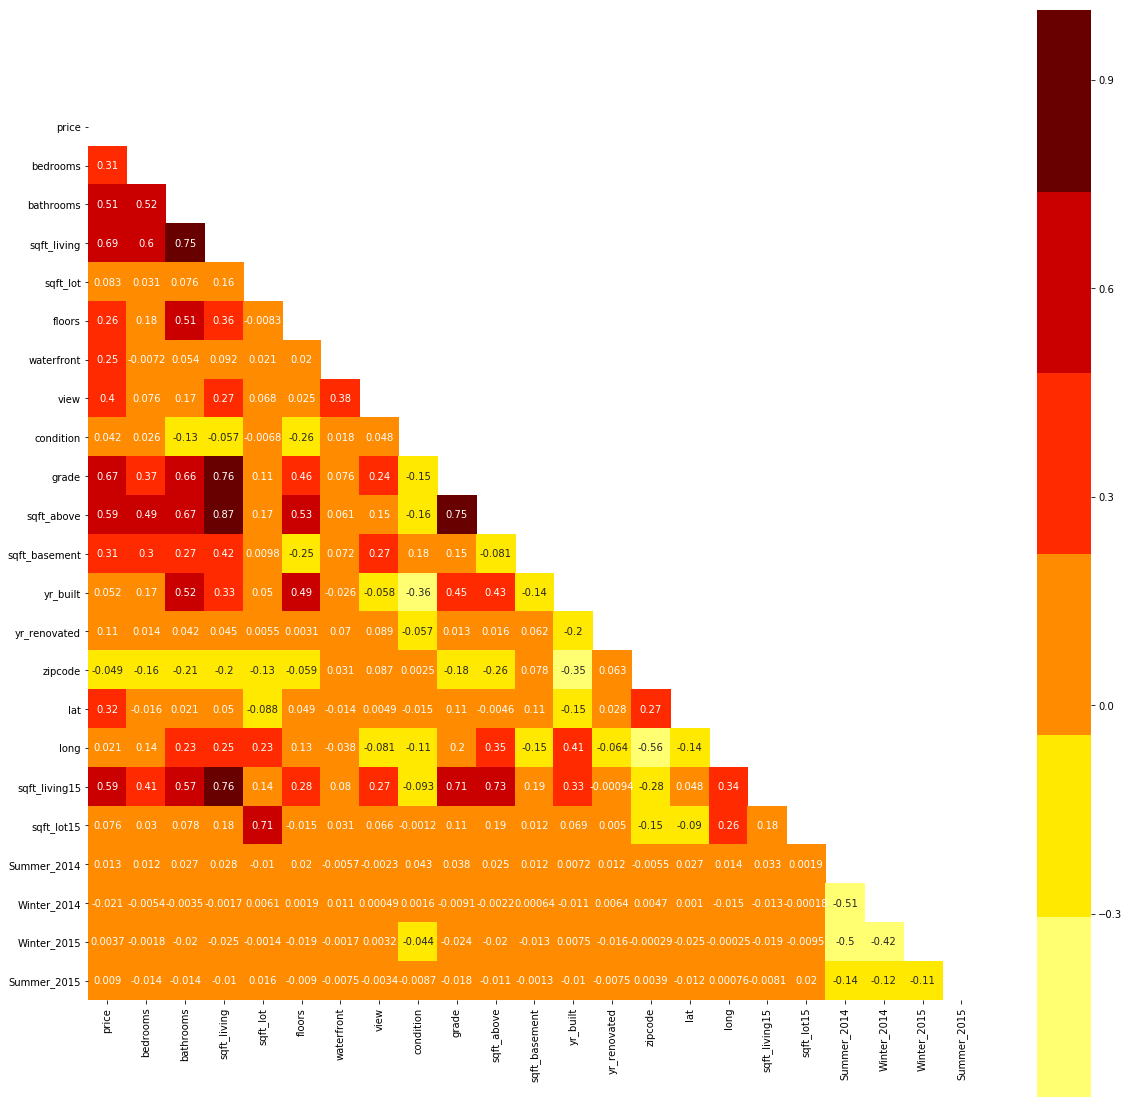 0.9
price
bedrooms 0.31
bathrooms 0.51 0.52
sqft_living 0.69 0.6 0.75
sqft_lot 0.083 0.031 0.076 0.16
0.6
floors 0.26 0.18 0.51 0.36 -0.0083
waterfront 0.25 -0.0072 0.054 0.092 0.021 0.02
view 0.4 0.076 0.17 0.27 0.068 0.025 0.38
condition 0.042 0.026 -0.13 -0.057 -0.0068 -0.26 0.018 0.048
grade 0.67 0.37 0.66 0.76 0.11 0.46 0.076 0.24 -0.15
0.3
sqft_above 0.59 0.49 0.67 0.87 0.17 0.53 0.061 0.15 -0.16 0.75
sqft_basement 0.31 0.3 0.27 0.42 0.0098 -0.25 0.072 0.27 0.18 0.15 -0.081
yr_built 0.052 0.17 0.52 0.33 0.05 0.49 -0.026 -0.058 -0.36 0.45 0.43 -0.14
yr_renovated 0.11 0.014 0.042 0.045 0.0055 0.0031 0.07 0.089 -0.057 0.013 0.016 0.062 -0.2
zipcode -0.049 -0.16 -0.21 -0.2 -0.13 -0.059 0.031 0.087 0.0025 -0.18 -0.26 0.078 -0.35 0.063
0.0
lat 0.32 -0.016 0.021 0.05 -0.088 0.049 -0.014 0.0049 -0.015 0.11 -0.0046 0.11 -0.15 0.028 0.27
long 0.021 0.14 0.23 0.25 0.23 0.13 -0.038 -0.081 -0.11 0.2 0.35 -0.15 0.41 -0.064 -0.56 -0.14
sqft_living15 0.59 0.41 0.57 0.76 0.14 0.28 0.08 0.27 -0.093 0.71 0.73 0.19 0.33 -0.00094 -0.28 0.048 0.34
sqft_lot15 0.076 0.03 0.078 0.18 0.71 -0.015 0.031 0.066 -0.0012 0.11 0.19 0.012 0.069 0.005 -0.15 -0.09 0.26 0.18
Summer_2014 0.013 0.012 0.027 0.028 -0.01 0.02 -0.0057 -0.0023 0.043 0.038 0.025 0.012 0.0072 0.012 -0.0055 0.027 0.014 0.033 0.0019
Winter_2014 -0.021 -0.0054 -0.0035 -0.0017 0.0061 0.0019 0.011 0.00049 0.0016 -0.0091 -0.0022 0.00064 -0.011 0.0064 0.0047 0.001 -0.015 -0.013 -0.00018 -0.51
−0.3
Winter_2015 0.0037 -0.0018 -0.02 -0.025 -0.0014 -0.019 -0.0017 0.0032 -0.044 -0.024 -0.02 -0.013 0.0075 -0.016 -0.00029 -0.025 -0.00025 -0.019 -0.0095 -0.5 -0.42
Summer_2015 0.009 -0.014 -0.014 -0.01 0.016 -0.009 -0.0075 -0.0034 -0.0087 -0.018 -0.011 -0.0013 -0.01 -0.0075 0.0039 -0.012 0.00076 -0.0081 0.02 -0.14 -0.12 -0.11
price bedrooms bathrooms sqft_living sqft_lot floors waterfront view condition grade sqft_above sqft_basement yr_built yr_renovated zipcode lat long sqft_living15 sqft_lot15 Summer_2014 Winter_2014 Winter_2015 Summer_2015